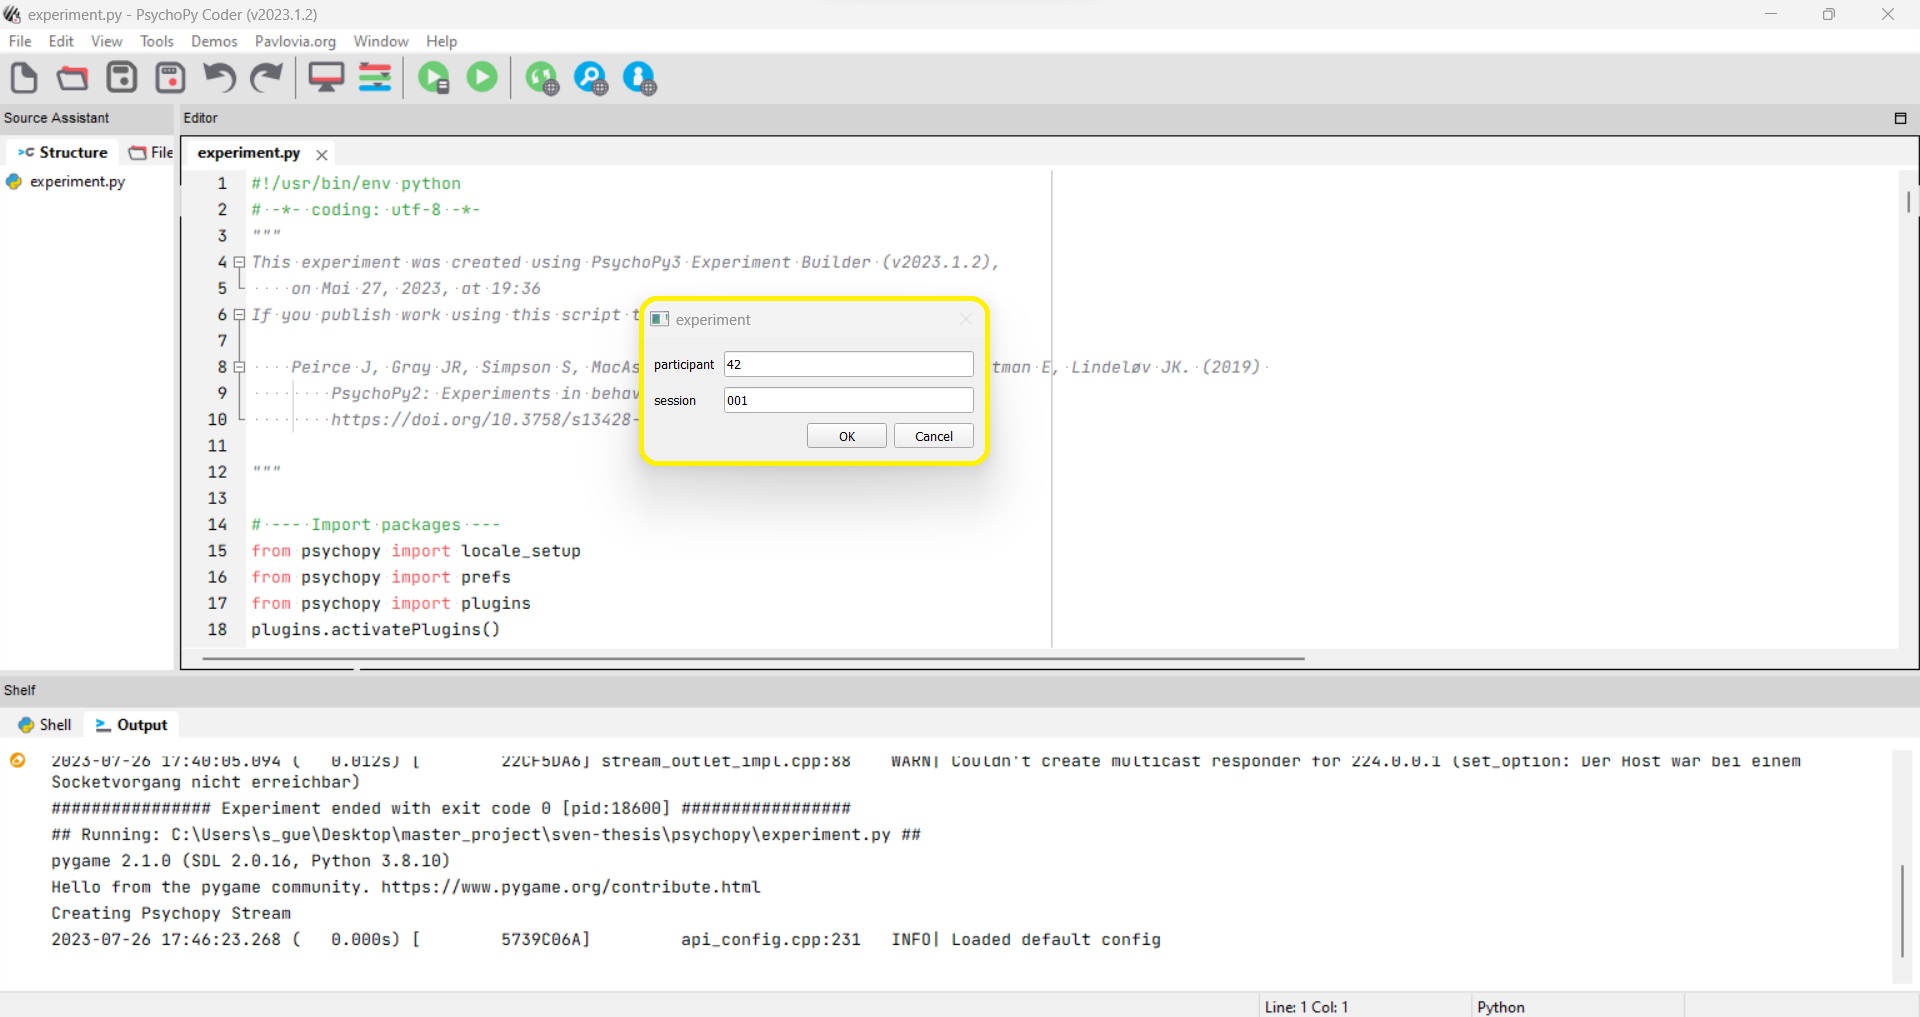 experiment.py - PsychoPy Coder (v2023.1.2)
File Edit View Tools Demos Pavlovia.org Window Help
Source Assistant
Editor
Structure File
experiment.py
experiment.py
1 #!/usr/bin/env python
2 # -*- coding: utf-8 -*-
3 """
4 This experiment was created using PsychoPy3 Experiment Builder (v2023.1.2),
5 on Mai 27, 2023, at 19:36
6 If you publish work using this script t
7
8 Peirce J, Gray JR, Simpson S, MacAs tman E, Lindeløv JK. (2019)
9 PsychoPy2: Experiments in behav
10 https://doi.org/10.3758/s13428-
11
12 """
13
14 # --- Import packages ---
15 from psychopy import locale_setup
16 from psychopy import prefs
17 from psychopy import plugins
18 plugins.activatePlugins()
experiment
participant 42
session 001
OK Cancel
Shelf
Shell Output
2023-07-26 17:40:05.094 ( 0.012s) [ 22CF5DA6] stream_outlet_impl.cpp:88 WARN| Couldn't create multicast responder for 224.0.0.1 (set_option: Der Host war bei einem
Socketvorgang nicht erreichbar)
################ Experiment ended with exit code 0 [pid:18600] #################
## Running: C:\Users\s_gue\Desktop\master_project\sven-thesis\psychopy\experiment.py ##
pygame 2.1.0 (SDL 2.0.16, Python 3.8.10)
Hello from the pygame community. https://www.pygame.org/contribute.html
Creating Psychopy Stream
2023-07-26 17:46:23.268 ( 0.000s) [ 5739C06A] api_config.cpp:231 INFO| Loaded default config
Line: 1 Col: 1 Python